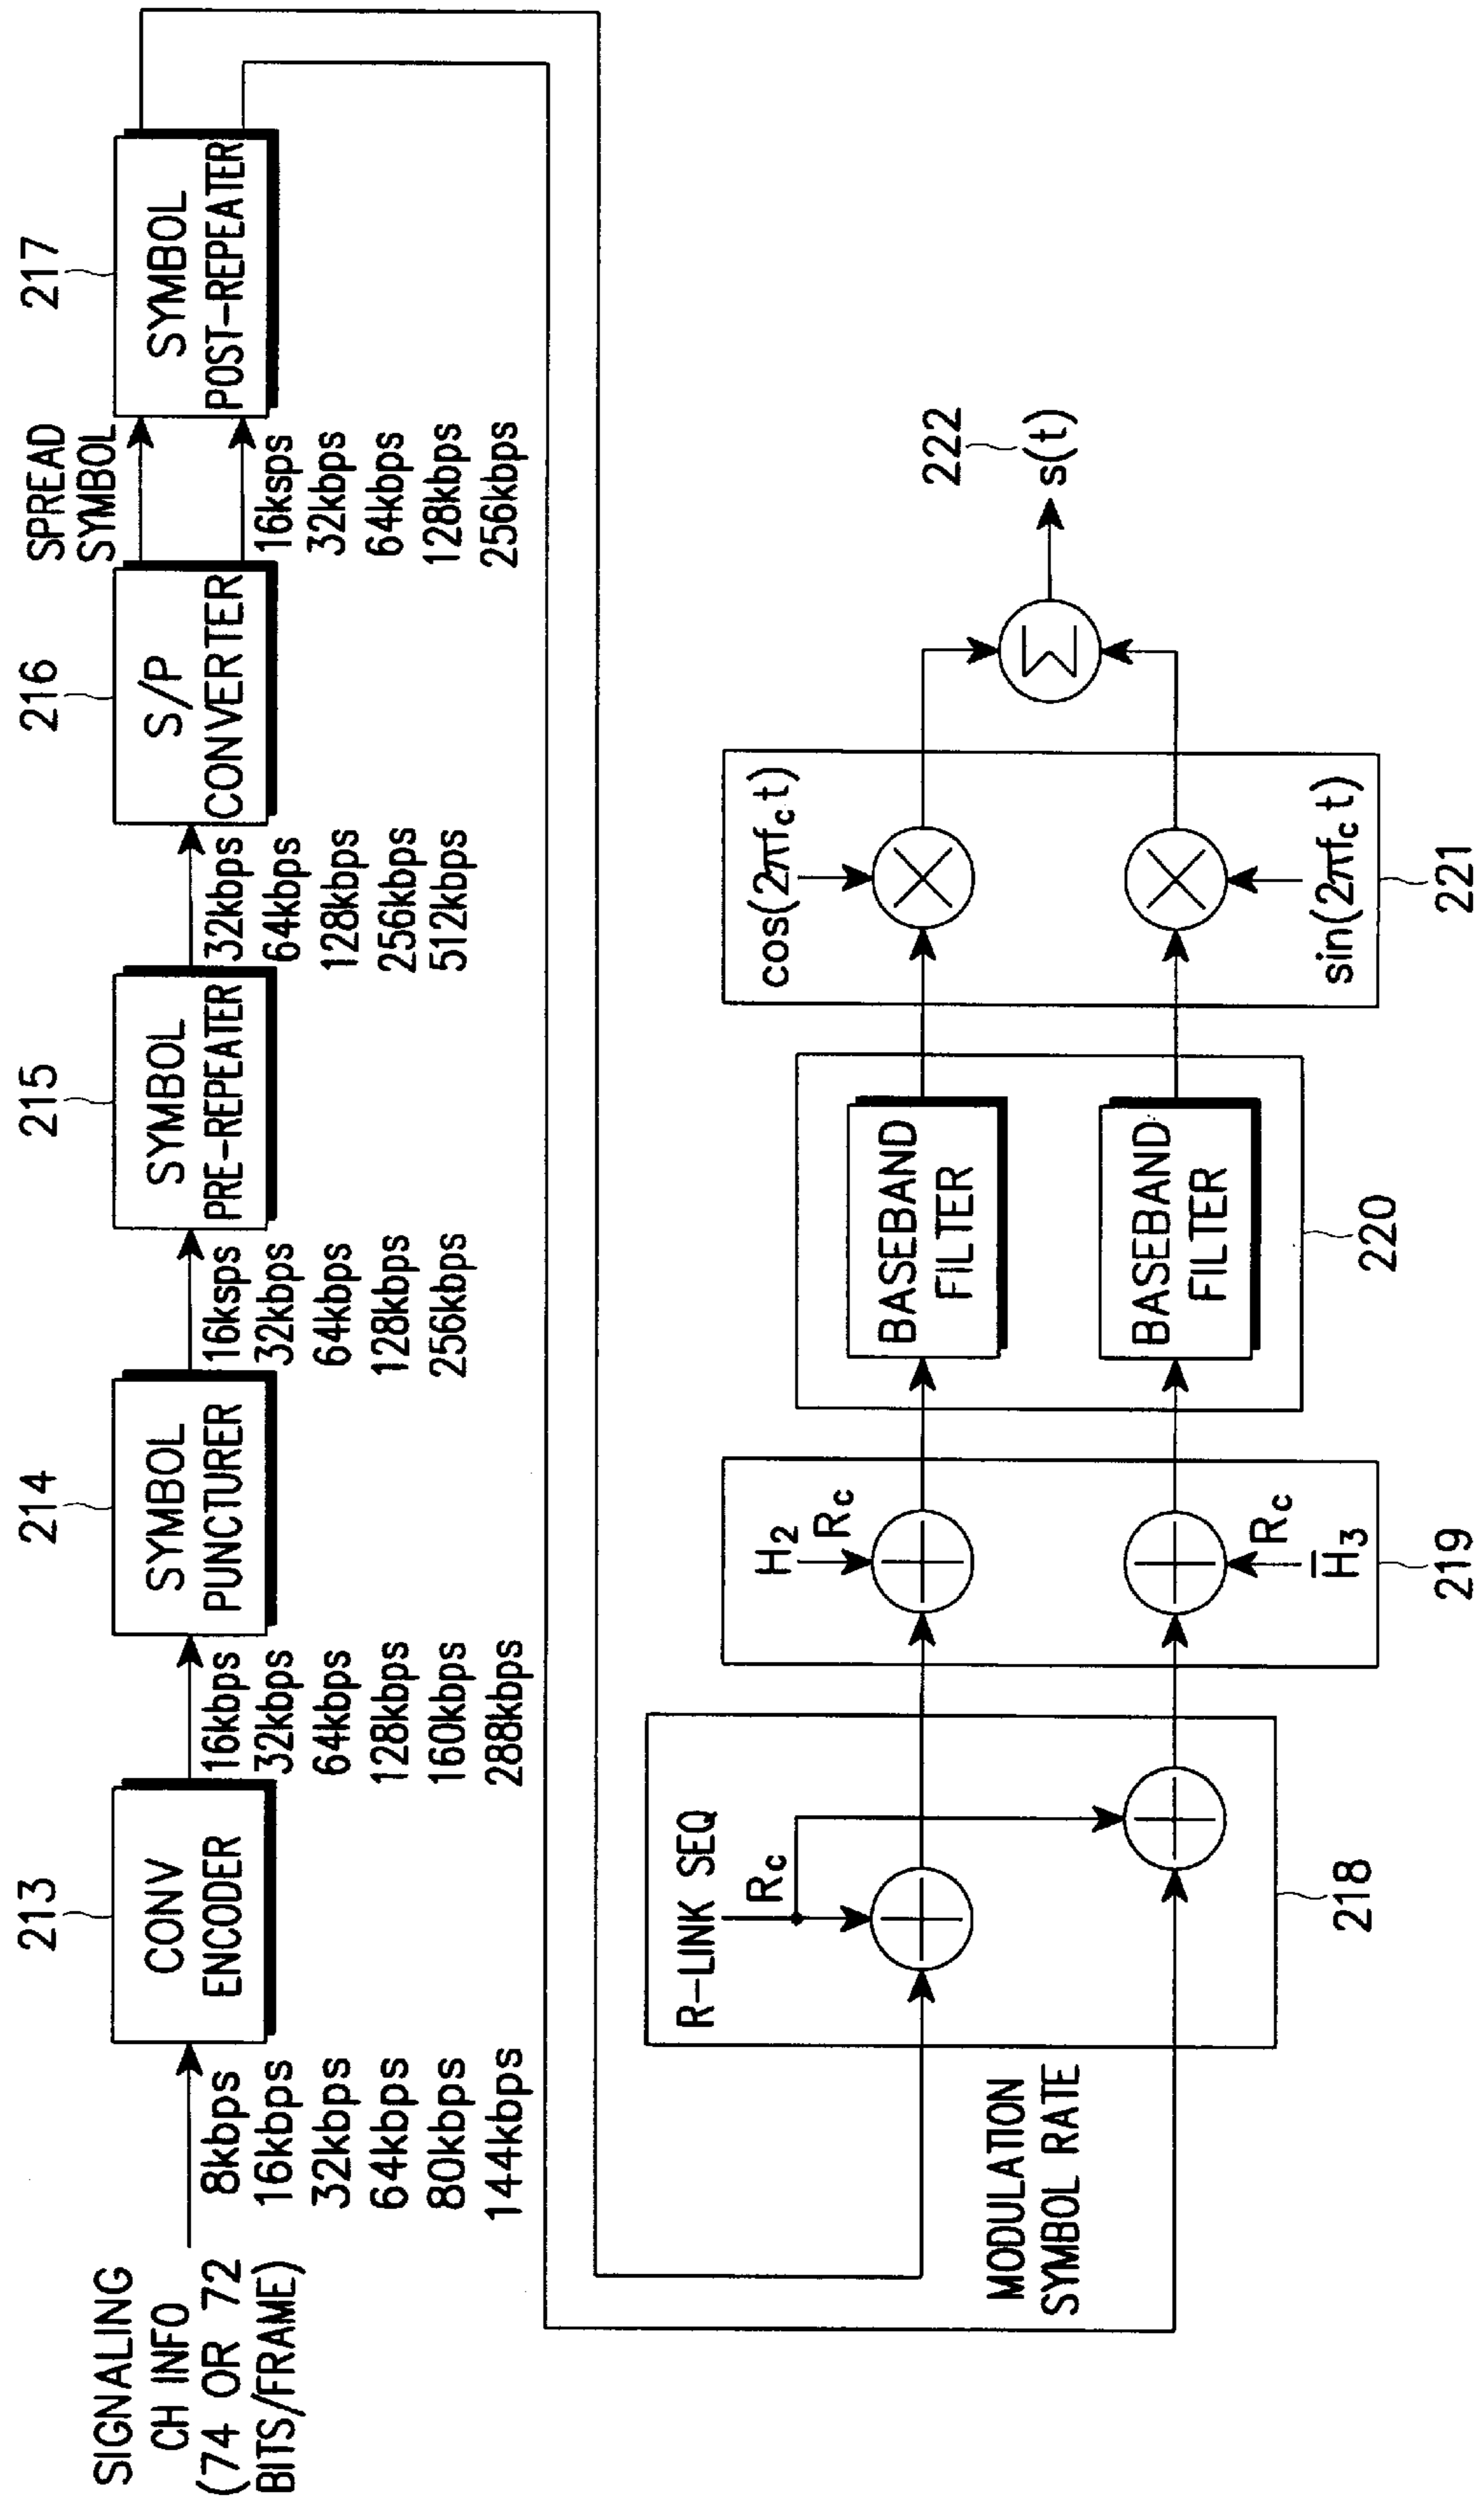 SIGNALING
CH INFO
(74 OR 72
BITS/FRAME)
8kbps
16kbps
32kbps
64kbps
80kbps
144kbps
213
CONV
ENCODER
16kbps
32kbps
64kbps
128kbps
160kbps
288kbps
214
SYMBOL
PUNCTURER
16ksps
32kbps
64kbps
128kbps
256kbps
215
SYMBOL
PRE-REPEATER
32kbps
64kbps
128kbps
256kbps
512kbps
216
S/P
CONVERTER
SPREAD
SYMBOL
16ksps
32kbps
64kbps
128kbps
256kbps
217
SYMBOL
POST-REPEATER
MODULATION
SYMBOL RATE
R-LINK SEQ
Rc
218
H2
Rc
Rc
H̅3
219
BASEBAND
FILTER
BASEBAND
FILTER
220
cos(2πfct)
sin(2πfct)
221
Σ
222
s(t)